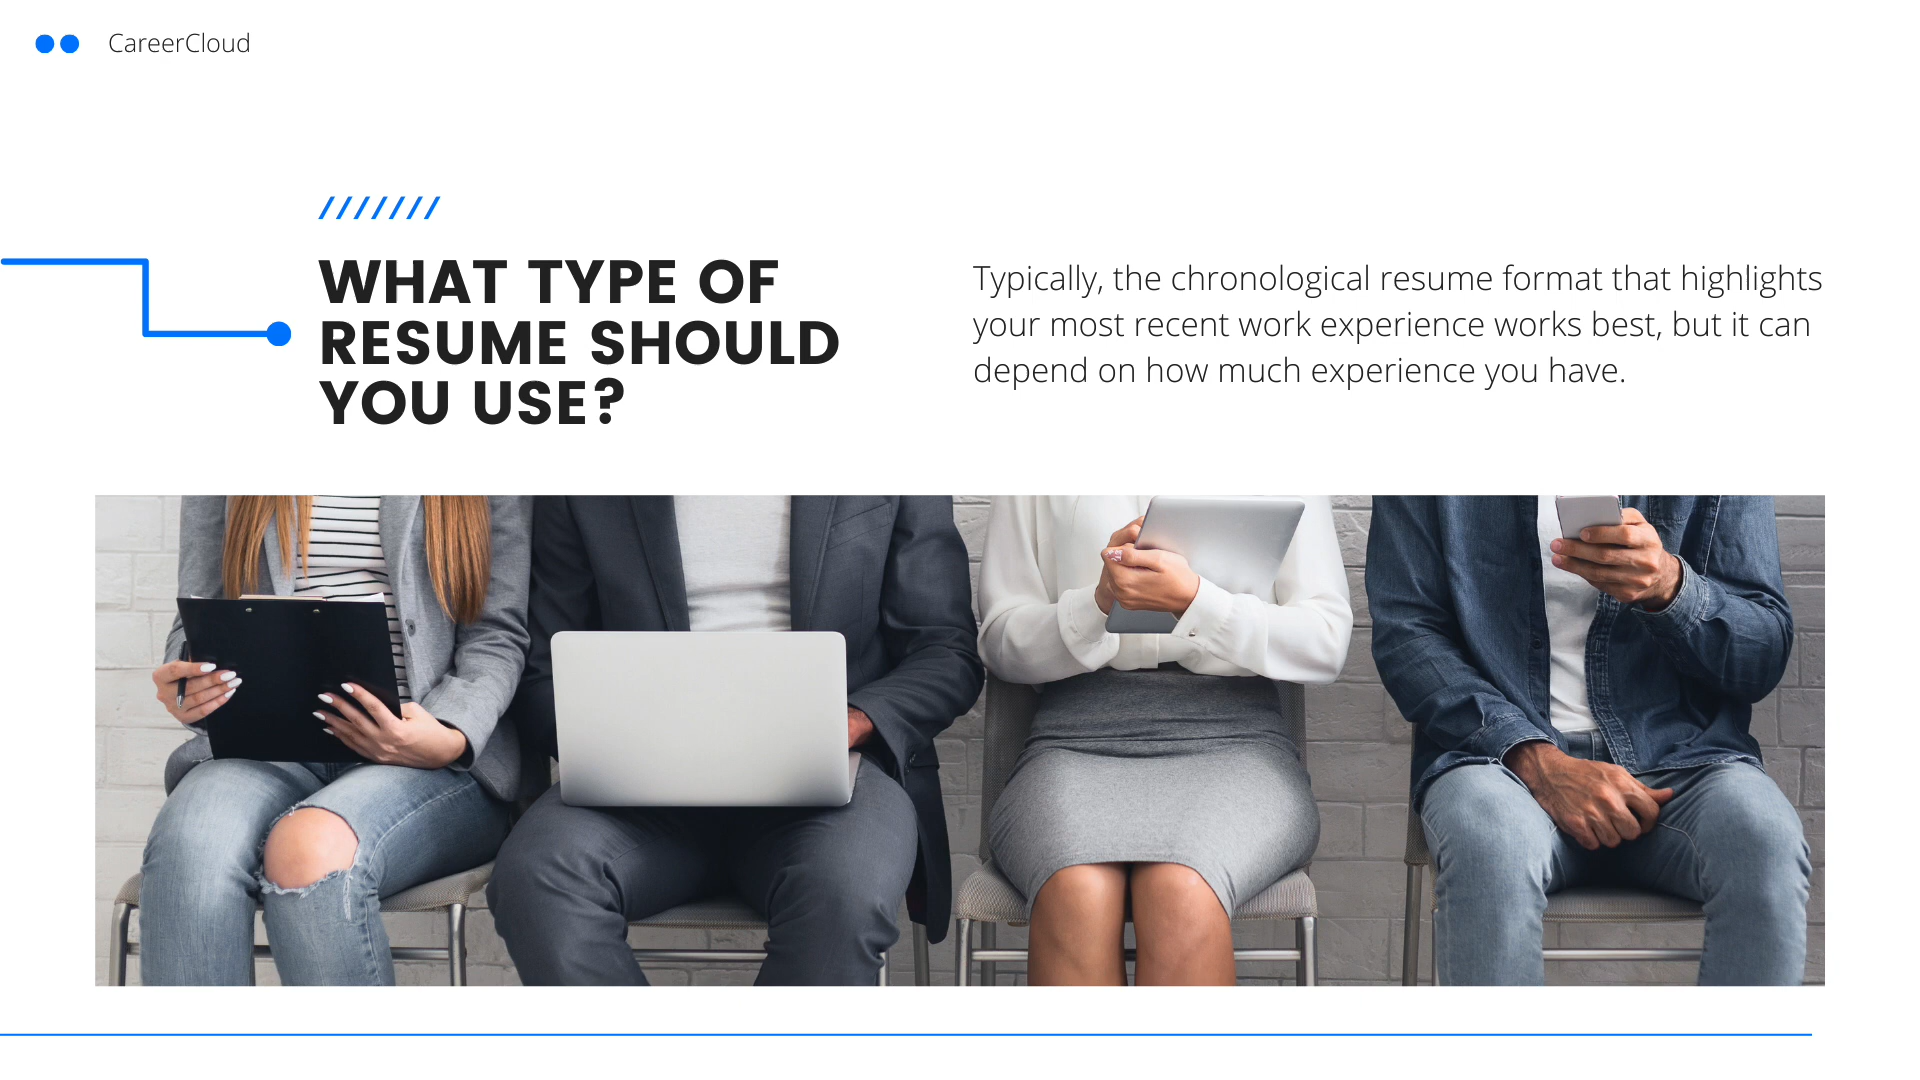 CareerCloud
WHAT TYPE OF
RESUME SHOULD
YOU USE?
Typically, the chronological resume format that highlights
your most recent work experience works best, but it can
depend on how much experience you have.